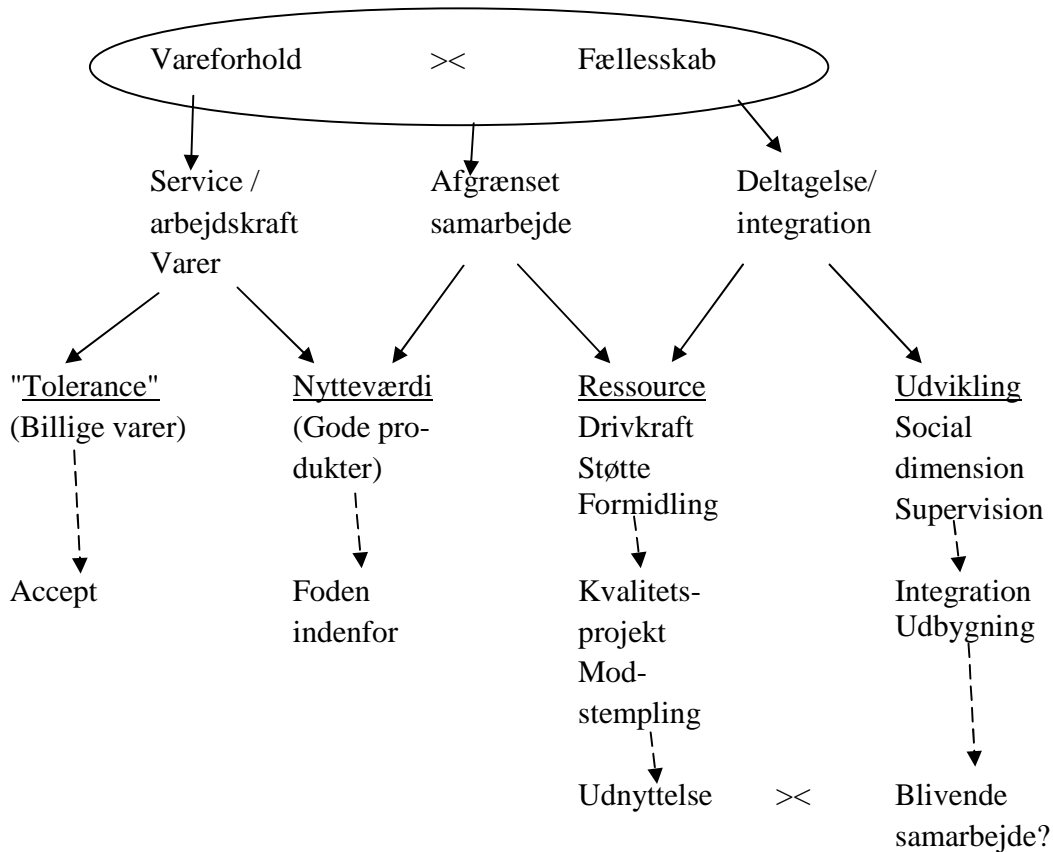 Vareforhold >< Fællesskab
Service / Afgrænset Deltagelse/
arbejdskraft samarbejde integration
Varer
"Tolerance" Nytteværdi Ressource Udvikling
(Billige varer) (Gode pro- Drivkraft Social
dukter) Støtte dimension
Formidling Supervision
Accept Foden Kvalitets- Integration
indenfor projekt Udbygning
Mod-
stempling
Udnyttelse >< Blivende
samarbejde?